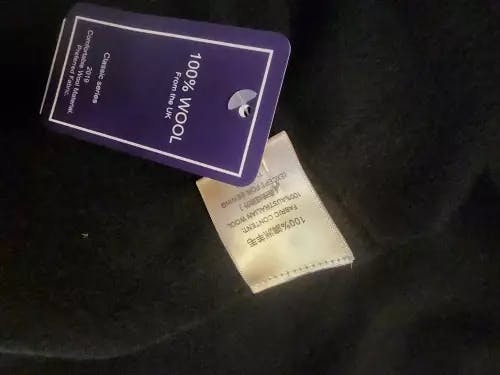 100% WOOL
From the UK
Classic series
2019
Comfortable Wool Material,
Preferred Fabric,
100%澳洲羊毛
FABRIC CONTENT:
100%AUSTRALIAN WOOL
(EXCEPT FOR SEWING